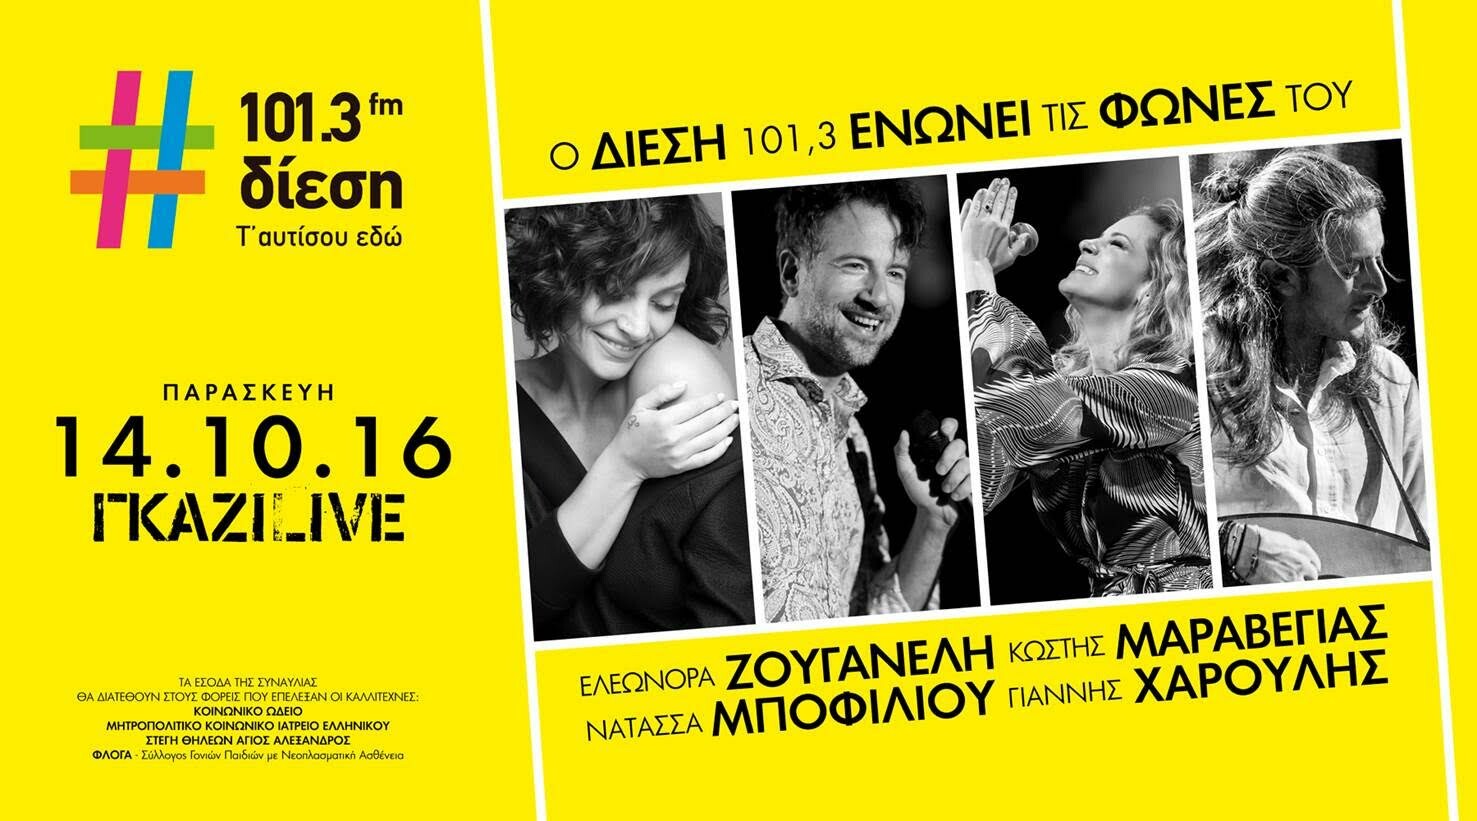 101.3 fm
δίεση
Τ'αυτίσου εδώ
ΠΑΡΑΣΚΕΥΗ
14.10.16
ΓΚΑΖΙLIVE
ΤΑ ΕΣΟΔΑ ΤΗΣ ΣΥΝΑΥΛΙΑΣ
ΘΑ ΔΙΑΤΕΘΟΥΝ ΣΤΟΥΣ ΦΟΡΕΙΣ ΠΟΥ ΕΠΕΛΕΞΑΝ ΟΙ ΚΑΛΛΙΤΕΧΝΕΣ:
ΚΟΙΝΩΝΙΚΟ ΩΔΕΙΟ
ΜΗΤΡΟΠΟΛΙΤΙΚΟ ΚΟΙΝΩΝΙΚΟ ΙΑΤΡΕΙΟ ΕΛΛΗΝΙΚΟΥ
ΣΤΕΓΗ ΘΗΛΕΩΝ ΑΓΙΟΣ ΑΛΕΞΑΝΔΡΟΣ
ΦΛΟΓΑ - Σύλλογος Γονιών Παιδιών με Νεοπλασματική Ασθένεια
Ο ΔΙΕΣΗ 101,3 ΕΝΩΝΕΙ ΤΙΣ ΦΩΝΕΣ ΤΟΥ
ΕΛΕΩΝΟΡΑ ΖΟΥΓΑΝΕΛΗ ΚΩΣΤΗΣ ΜΑΡΑΒΕΓΙΑΣ
ΝΑΤΑΣΣΑ ΜΠΟΦΙΛΙΟΥ ΓΙΑΝΝΗΣ ΧΑΡΟΥΛΗΣ